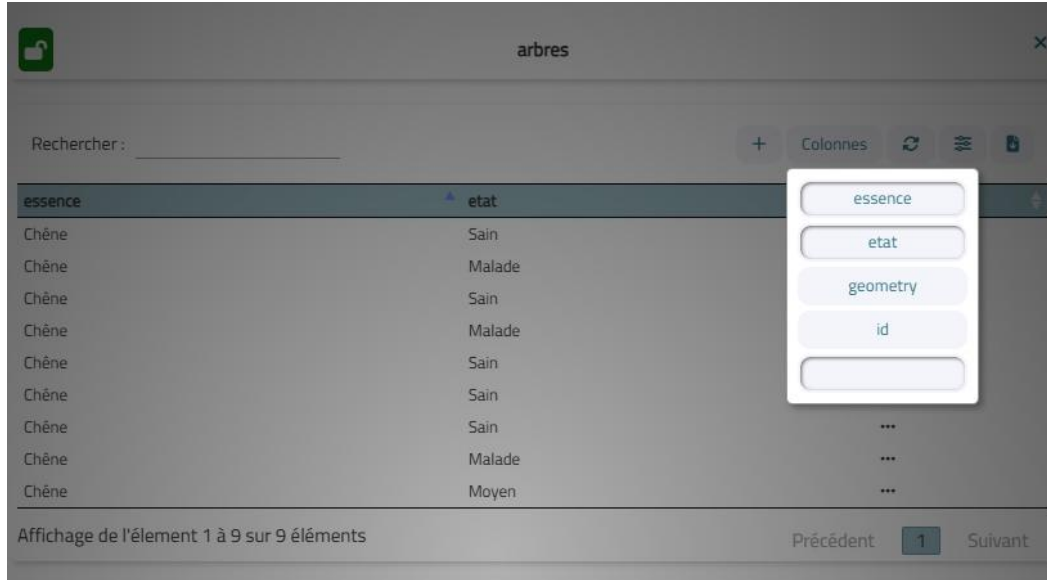 arbres
×
Rechercher :
+ Colonnes
essence etat
essence
etat
geometry
id
Chêne Sain
Chêne Malade
Chêne Sain
Chêne Malade
Chêne Sain
Chêne Sain
Chêne Sain •••
Chêne Malade •••
Chêne Moyen •••
Affichage de l'élement 1 à 9 sur 9 éléments
Précédent 1 Suivant